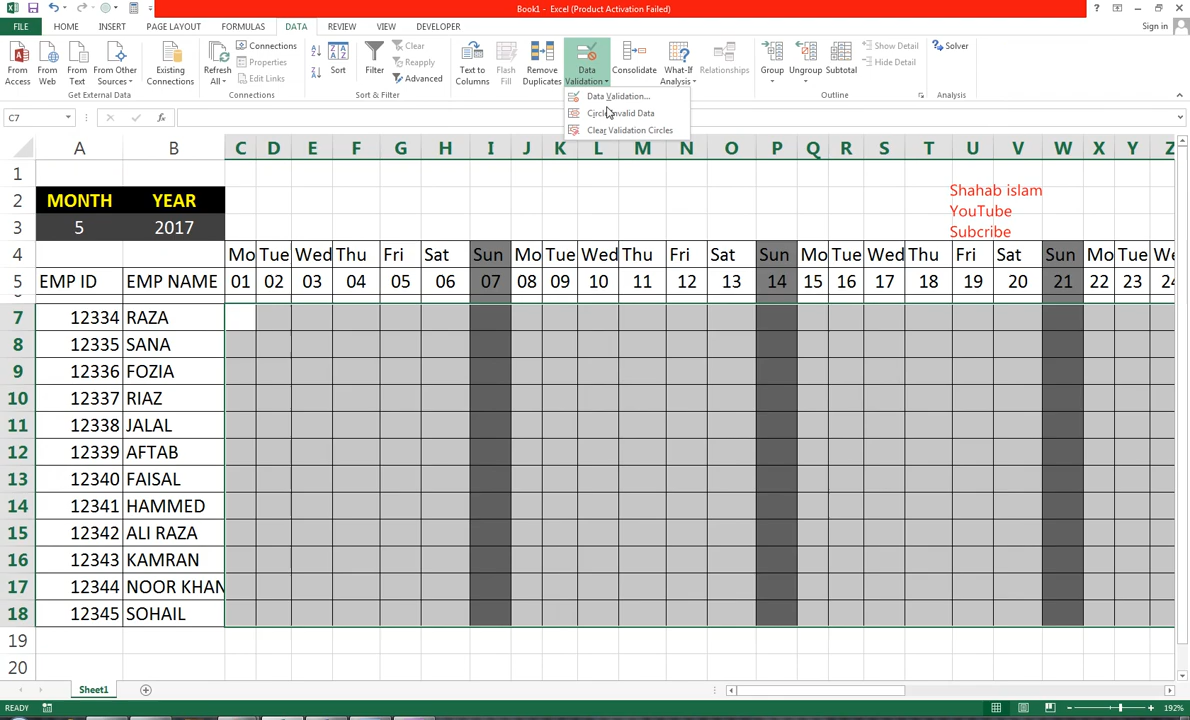 Book1 - Excel (Product Activation Failed)
FILE HOME INSERT PAGE LAYOUT FORMULAS DATA REVIEW VIEW DEVELOPER Sign in
From Access
From Web
From Text
From Other Sources
Existing Connections
Get External Data
Refresh All
Connections
Properties
Edit Links
Connections
Sort
Filter
Clear
Reapply
Advanced
Sort & Filter
Text to Columns
Flash Fill
Remove Duplicates
Data Validation
Consolidate
What-If Analysis
Relationships
Group
Ungroup
Subtotal
Show Detail
Hide Detail
Outline
Solver
Analysis
Data Validation...
Circle Invalid Data
Clear Validation Circles
C7
A B C D E F G H I J K L M N O P Q R S T U V W X Y Z
1
2 MONTH YEAR
3 5 2017
Shahab islam
YouTube
Subcribe
4 Mo Tue Wed Thu Fri Sat Sun Mo Tue Wed Thu Fri Sat Sun Mo Tue Wed Thu Fri Sat Sun Mo Tue We
5 EMP ID EMP NAME 01 02 03 04 05 06 07 08 09 10 11 12 13 14 15 16 17 18 19 20 21 22 23 24
7 12334 RAZA
8 12335 SANA
9 12336 FOZIA
10 12337 RIAZ
11 12338 JALAL
12 12339 AFTAB
13 12340 FAISAL
14 12341 HAMMED
15 12342 ALI RAZA
16 12343 KAMRAN
17 12344 NOOR KHAN
18 12345 SOHAIL
19
20
Sheet1
READY 192%